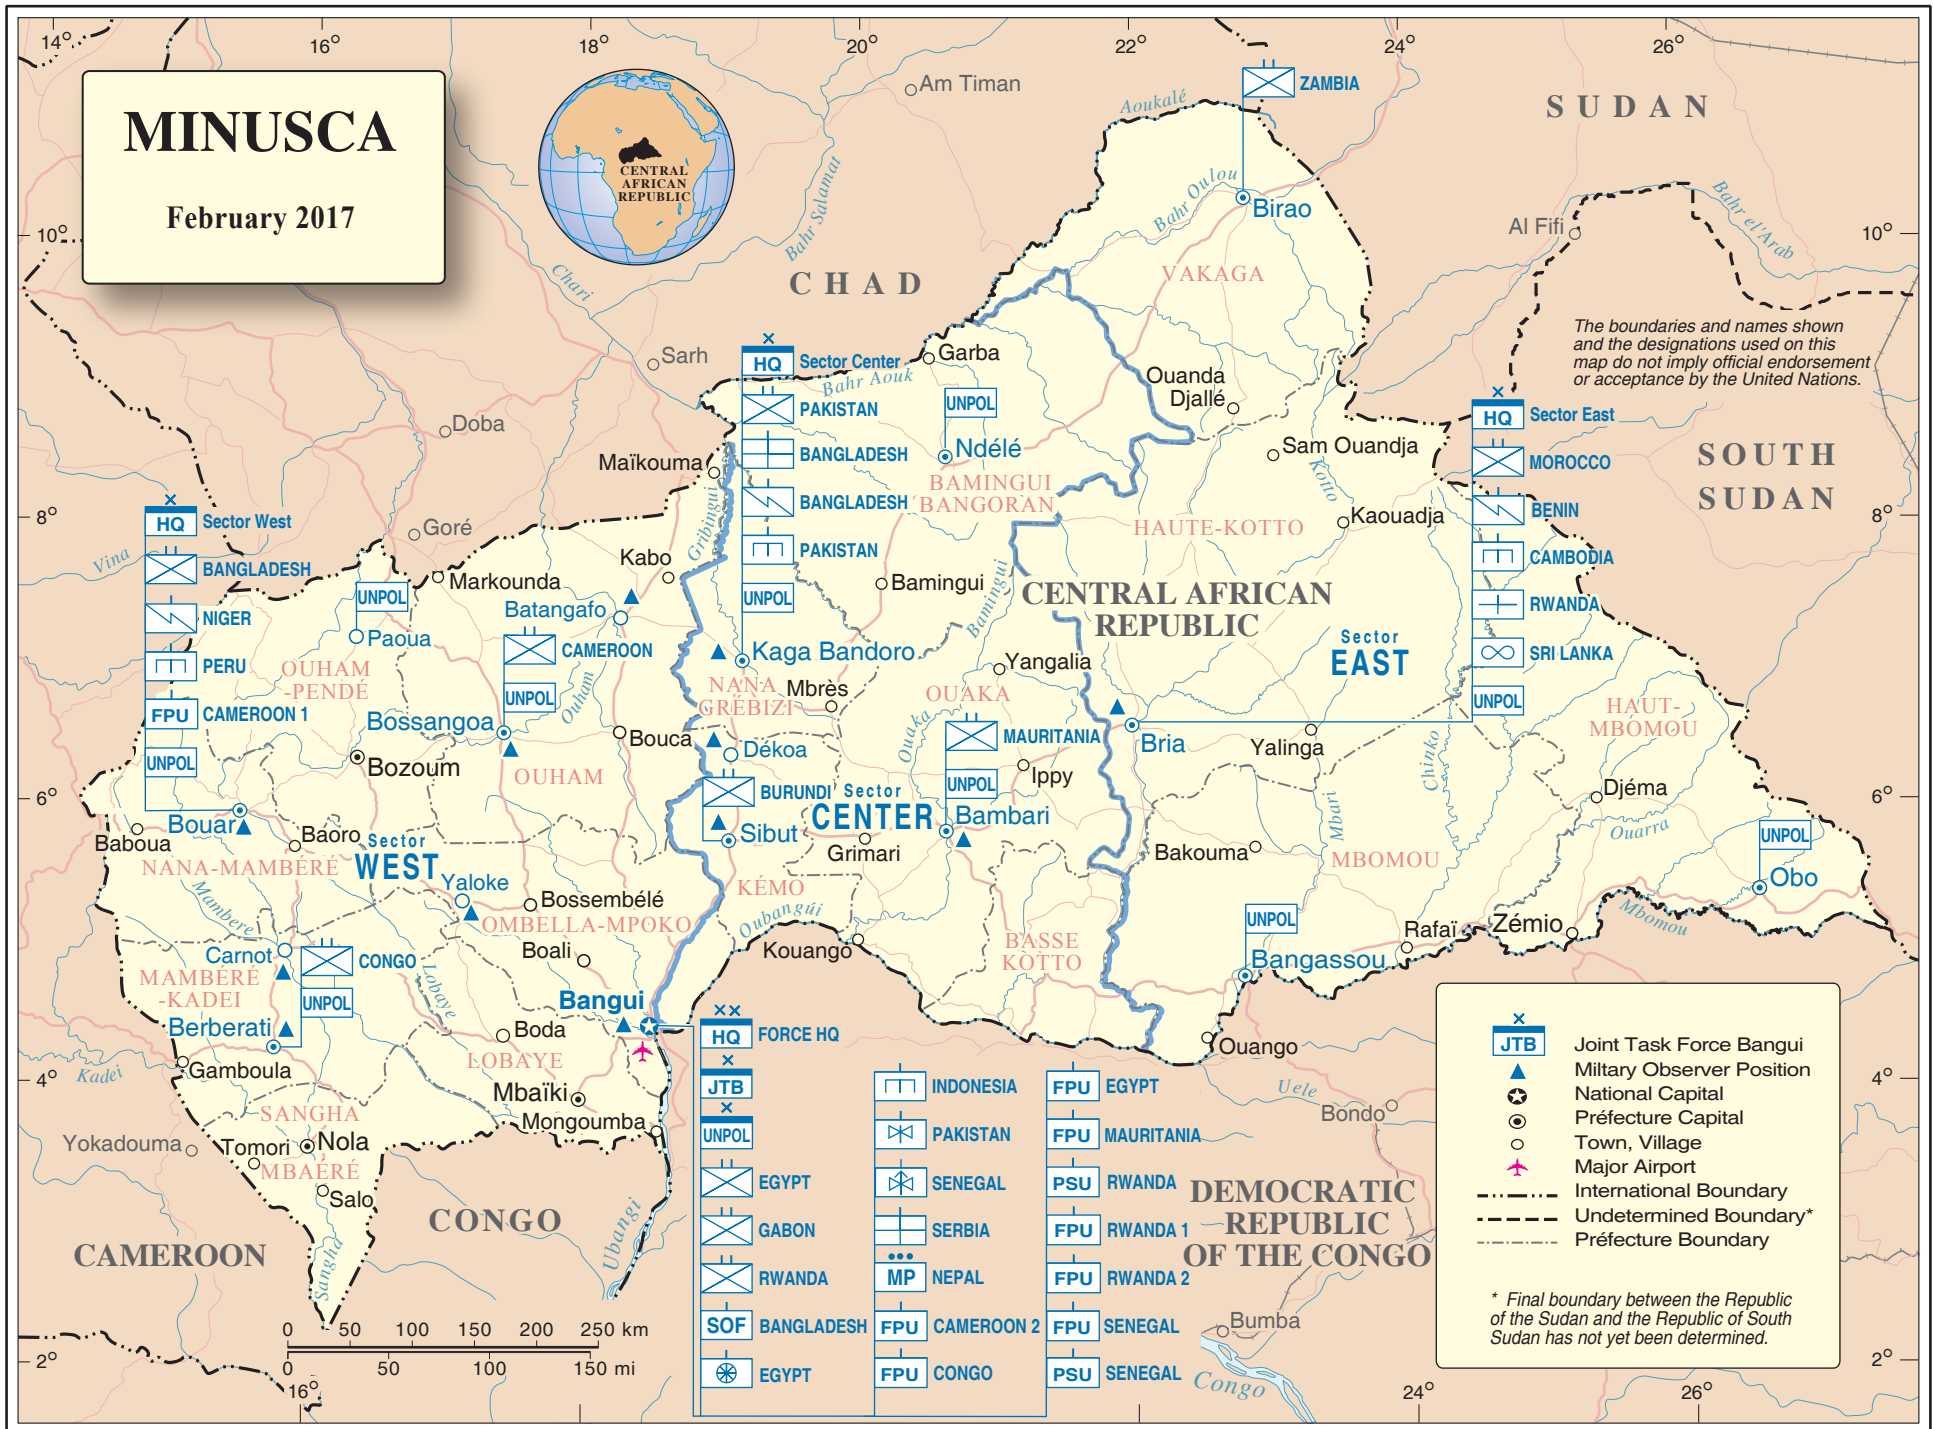 14°
16°
18°
20°
22°
24°
26°
MINUSCA
February 2017
CENTRAL
AFRICAN
REPUBLIC
Am Timan
Aoukalé
ZAMBIA
SUDAN
Bahr Salamat
Bahr Oulou
Birao
Al Fifi
Bahr el'Arab
10°
10°
CHAD
Chari
VAKAGA
The boundaries and names shown
and the designations used on this
map do not imply official endorsement
or acceptance by the United Nations.
Sarh
HQ Sector Center
Bahr Aouk
Garba
Ouanda
Djallé
PAKISTAN
UNPOL
HQ Sector East
Doba
BANGLADESH
Ndélé
Sam Ouandja
MOROCCO
SOUTH
SUDAN
Maïkouma
BAMINGUI
BANGORAN
Kotto
BANGLADESH
Gribingui
HQ Sector West
8°
8°
Goré
HAUTE-KOTTO
Kaouadja
BENIN
Vina
BANGLADESH
PAKISTAN
CAMBODIA
Kabo
Markounda
Bamingui
Bamingui
UNPOL
UNPOL
CENTRAL AFRICAN
REPUBLIC
NIGER
Batangafo
RWANDA
Paoua
Sector
EAST
CAMEROON
Kaga Bandoro
SRI LANKA
PERU
OUHAM
-PENDÉ
Yangalia
NANA
GRÉBIZI
Mbrès
OUAKA
UNPOL
Ouham
UNPOL
HAUT-
MBOMOU
FPU CAMEROON 1
Bossangoa
Bouca
Ouaka
MAURITANIA
Bria
Yalinga
Chinko
UNPOL
Bozoum
OUHAM
Dékoa
Ippy
UNPOL
Djéma
6°
6°
BURUNDI
Sector
CENTER
Bambari
Mbari
Ouarra
Bouar
Baboua
Baoro
Sector
WEST
Sibut
Grimari
Bakouma
MBOMOU
UNPOL
NANA-MAMBÉRÉ
Yaloke
KÉMO
Obo
Mambere
Bossembélé
OMBELLA-MPOKO
Oubangúi
UNPOL
Mbomou
Rafaï
Zémio
Carnot
CONGO
Boali
Kouango
BASSE
KOTTO
Bangassou
MAMBÉRÉ
-KADEI
UNPOL
Lobaye
Bangui
Berberati
Boda
HQ FORCE HQ
Ouango
LOBAYE
Gamboula
Kadei
4°
4°
JTB
Mbaïki
Mongoumba
SANGHA
MBAÉRÉ
Yokadouma
Tomori
Nola
Salo
Uele
Bondo
UNPOL
EGYPT
GABON
RWANDA
SOF BANGLADESH
EGYPT
INDONESIA
PAKISTAN
SENEGAL
SERBIA
MP NEPAL
FPU CAMEROON 2
FPU CONGO
FPU EGYPT
FPU MAURITANIA
PSU RWANDA
FPU RWANDA 1
FPU RWANDA 2
FPU SENEGAL
PSU SENEGAL
CAMEROON
CONGO
Sangha
Ubangi
DEMOCRATIC
REPUBLIC
OF THE CONGO
Bumba
Congo
JTB Joint Task Force Bangui
Miltary Observer Position
National Capital
Préfecture Capital
Town, Village
Major Airport
International Boundary
Undetermined Boundary*
Préfecture Boundary
* Final boundary between the Republic
of the Sudan and the Republic of South
Sudan has not yet been determined.
0 50 100 150 200 250 km
0 50 100 150 mi
2°
2°
16°
24°
26°